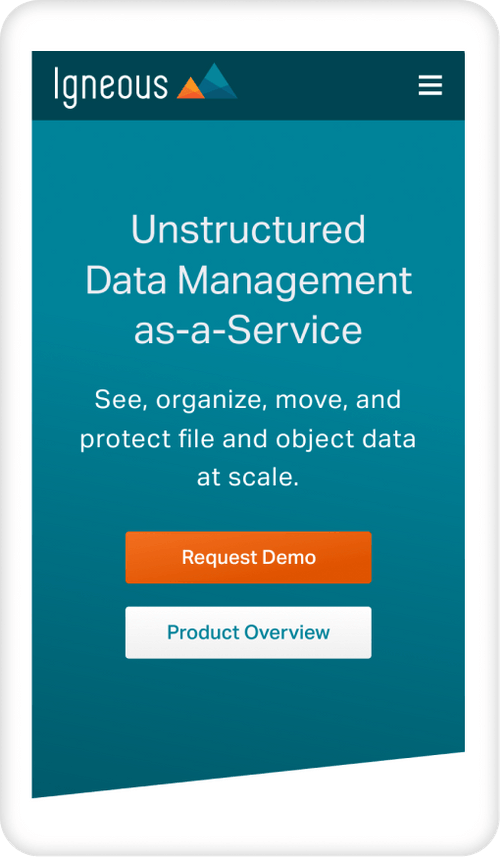 Igneous
Unstructured
Data Management
as-a-Service
See, organize, move, and
protect file and object data
at scale.
Request Demo
Product Overview